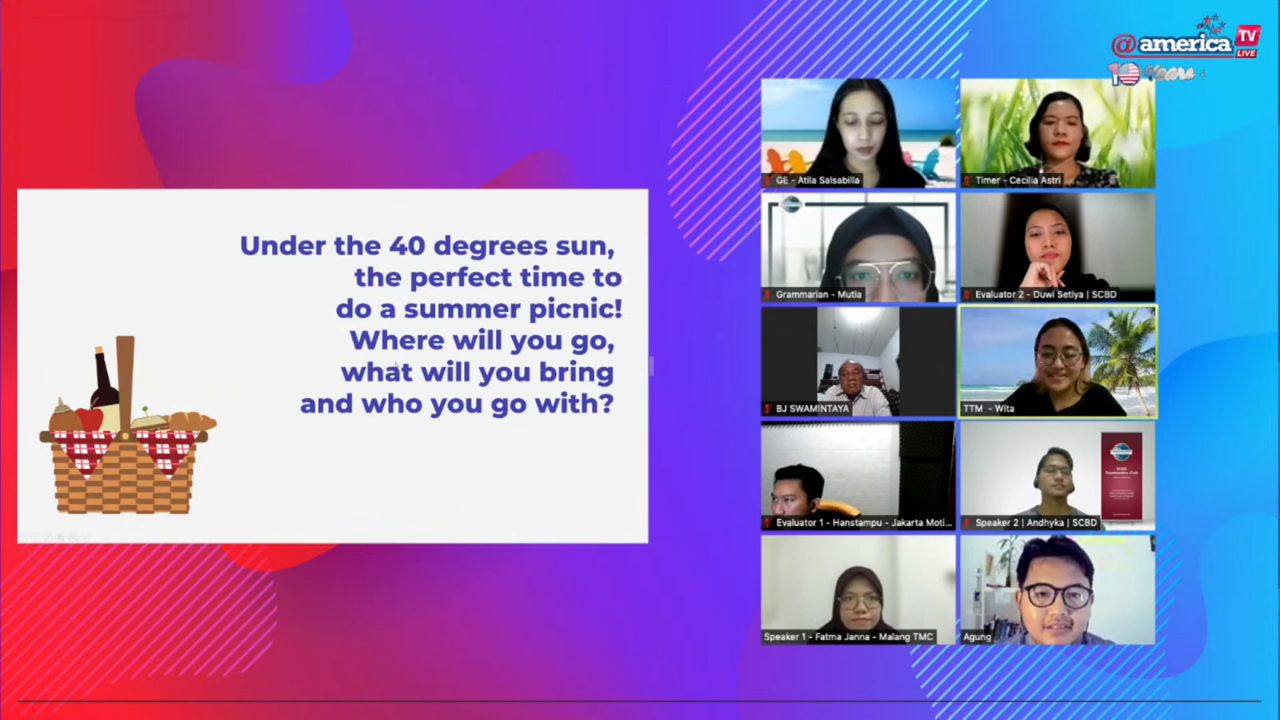 @america TV
LIVE
10 Years
Under the 40 degrees sun,
the perfect time to
do a summer picnic!
Where will you go,
what will you bring
and who you go with?
GE - Atila Salsabilla
Timer - Cecilia Astri
Grammarian - Mutia
Evaluator 2 - Duwi Setiya | SCBD
BJ SWAMINTAYA
TTM - Wita
Evaluator 1 - Hanstampu - Jakarta Moti...
Speaker 2 | Andhyka | SCBD
Speaker 1 - Fatma Janna - Malang TMC
Agung